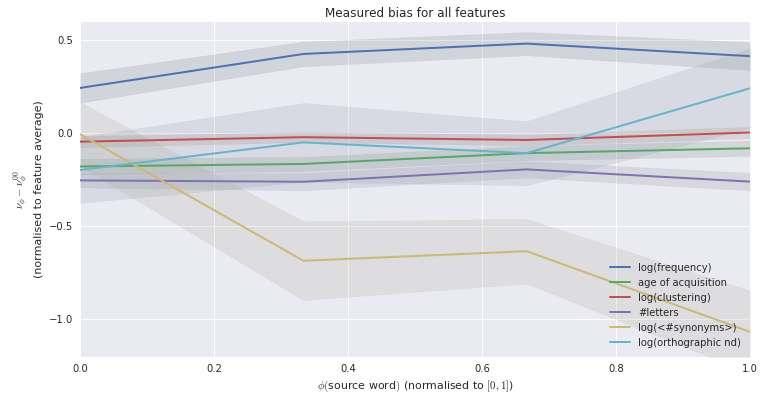 Measured bias for all features
0.5
0.0
−0.5
−1.0
ν_ϕ − ν_ϕ^00
(normalised to feature average)
log(frequency)
age of acquisition
log(clustering)
#letters
log(<#synonyms>)
log(orthographic nd)
0.0 0.2 0.4 0.6 0.8 1.0
ϕ(source word) (normalised to [0, 1])